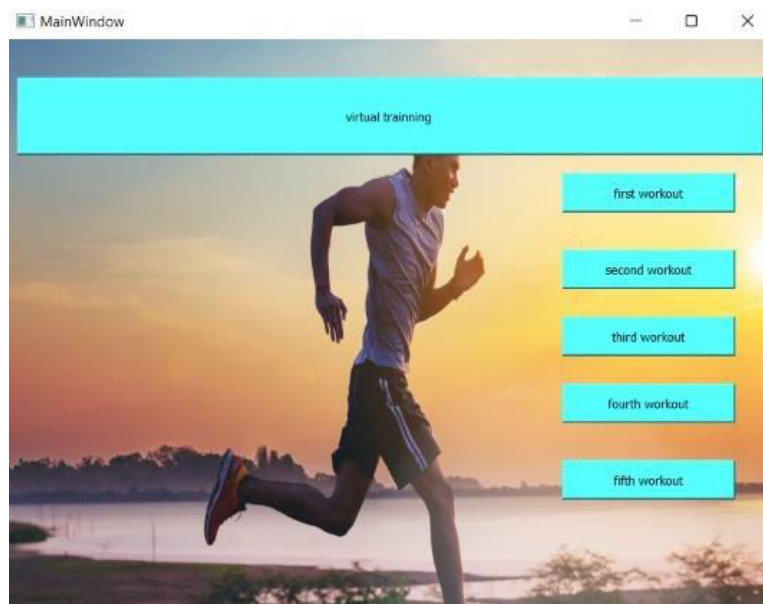 MainWindow
virtual trainning
first workout
second workout
third workout
fourth workout
fifth workout